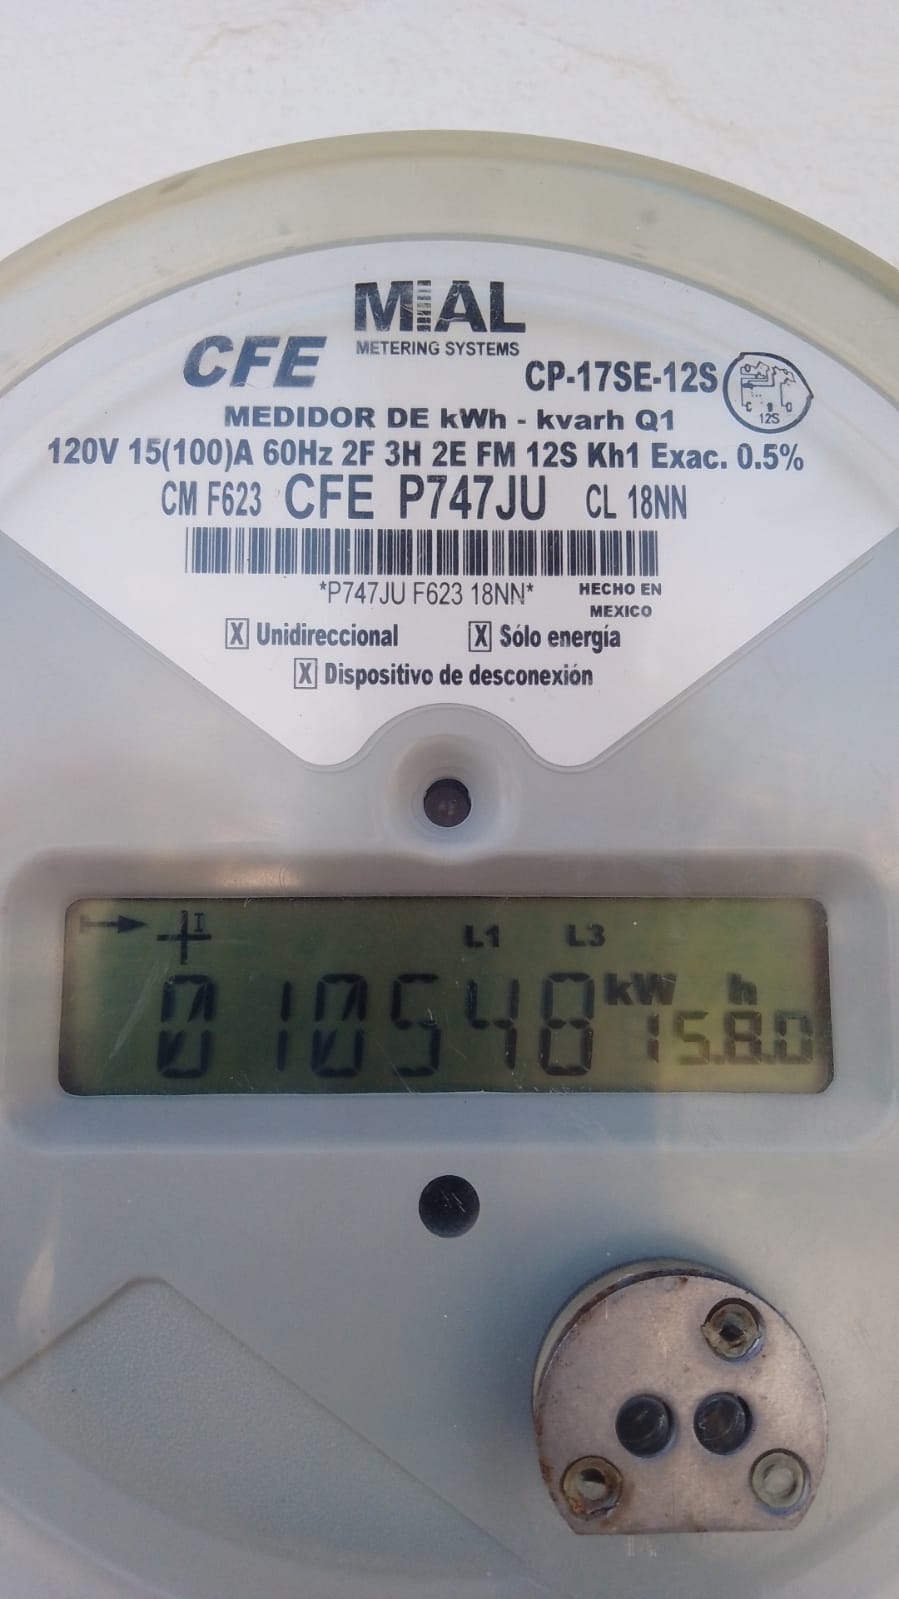 MIAL
METERING SYSTEMS
CFE
CP-17SE-12S
C 9 0
12S
MEDIDOR DE kWh - kvarh Q1
120V 15(100)A 60Hz 2F 3H 2E FM 12S Kh1 Exac. 0.5%
CM F623 CFE P747JU CL 18NN
*P747JU F623 18NN*
HECHO EN
MEXICO
X Unidireccional X Sólo energía
X Dispositivo de desconexión
I L1 L3
010548 kW h 15.8.0